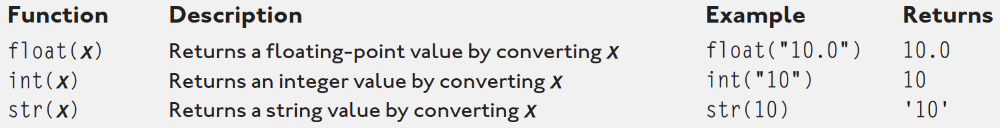 Function Description Example Returns
float(x) Returns a floating-point value by converting x float("10.0") 10.0
int(x) Returns an integer value by converting x int("10") 10
str(x) Returns a string value by converting x str(10) '10'